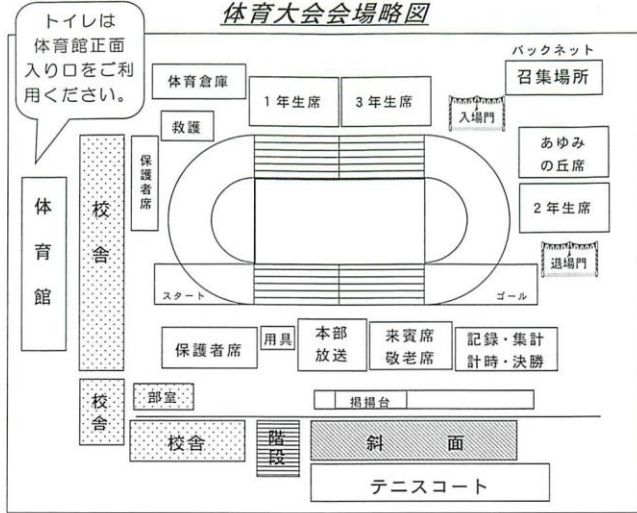 体育大会会場略図
トイレは
体育館正面
入り口をご利
用ください。
バックネット
召集場所
体育倉庫
1年生席
3年生席
入場門
救護
保護者席
あゆみ
の丘席
2年生席
退場門
体育館
校舎
スタート
ゴール
保護者席
用具
本部
放送
来賓席
敬老席
記録・集計
計時・決勝
校舎
部室
掲揚台
校舎
階段
斜面
テニスコート